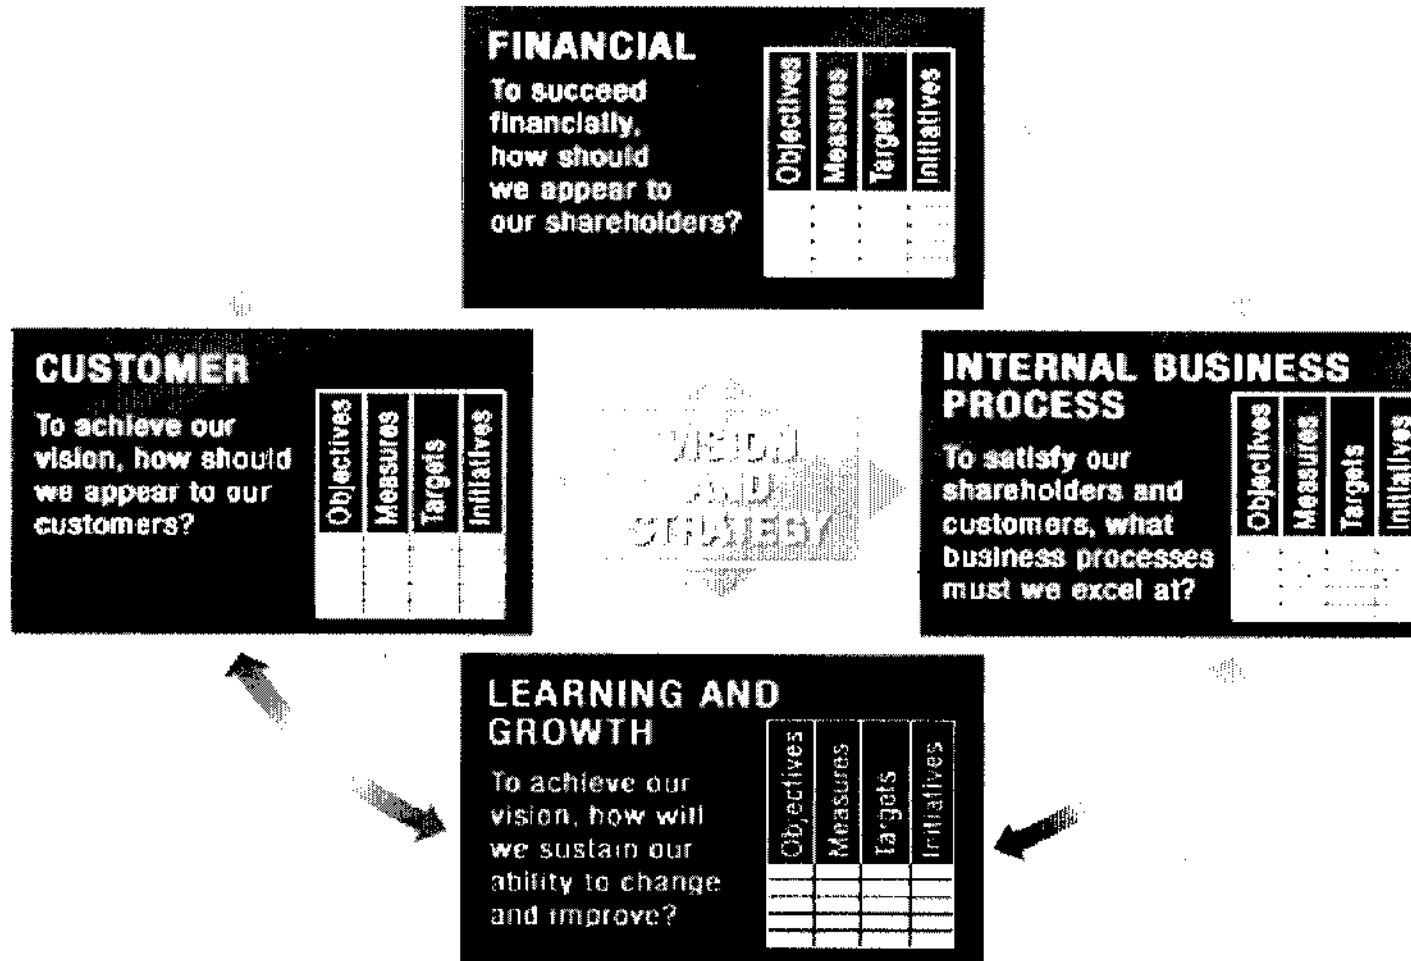 FINANCIAL
To succeed
financially,
how should
we appear to
our shareholders?
Objectives
Measures
Targets
Initiatives
CUSTOMER
To achieve our
vision, how should
we appear to our
customers?
Objectives
Measures
Targets
Initiatives
VISION
AND
STRATEGY
INTERNAL BUSINESS
PROCESS
To satisfy our
shareholders and
customers, what
business processes
must we excel at?
Objectives
Measures
Targets
Initiatives
LEARNING AND
GROWTH
To achieve our
vision, how will
we sustain our
ability to change
and improve?
Objectives
Measures
Targets
Initiatives